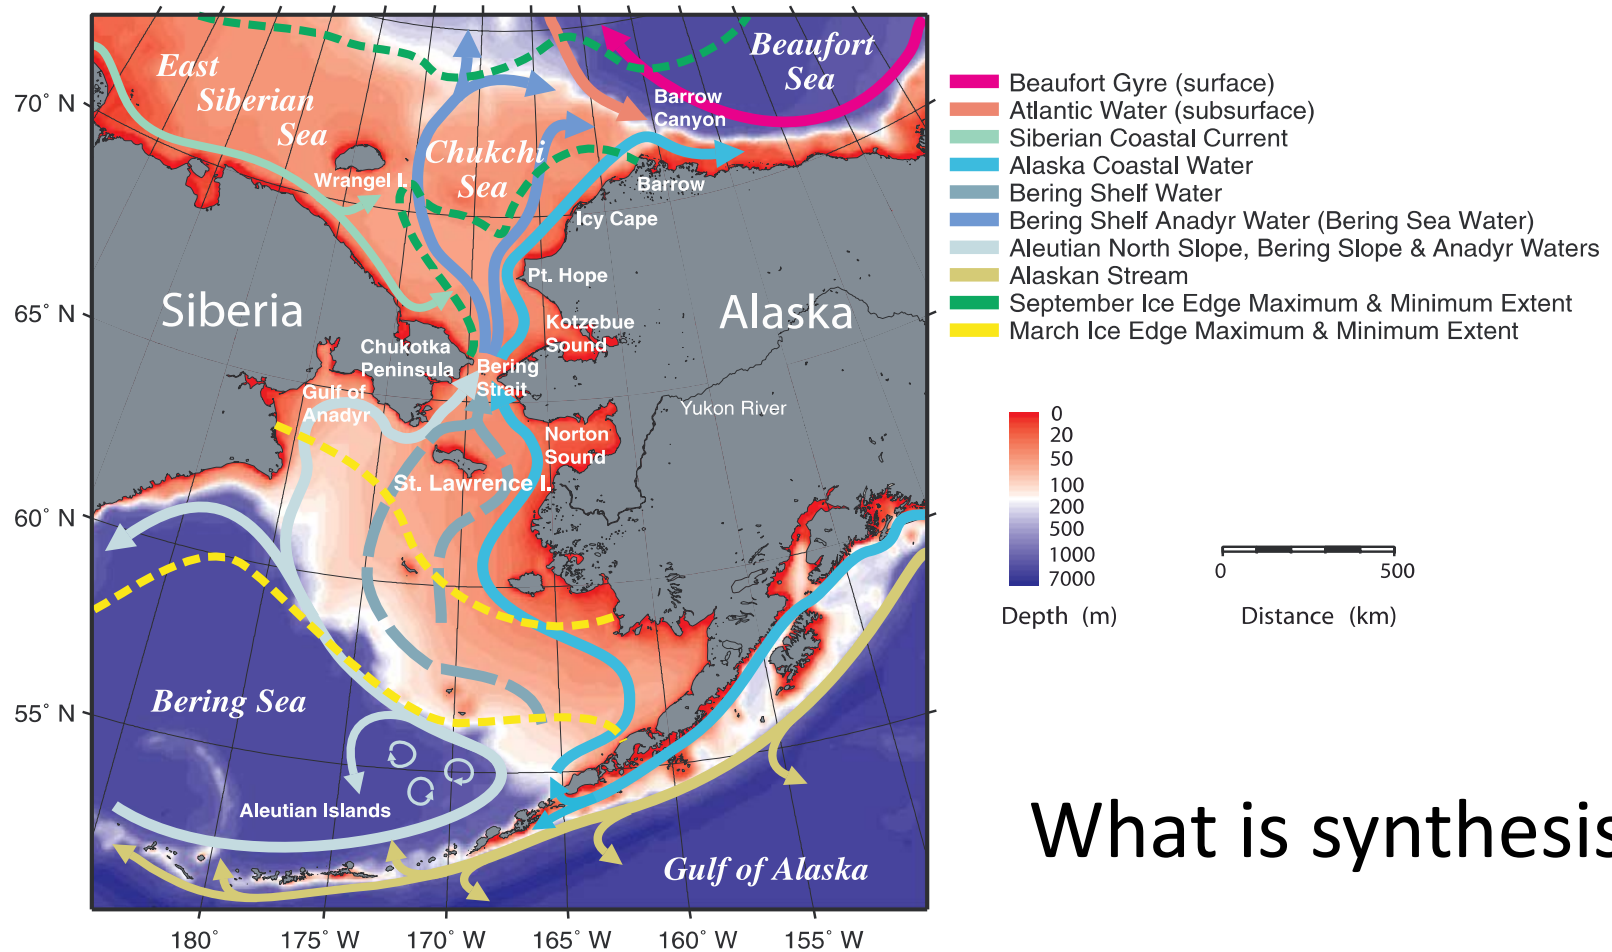 East
Siberian
Sea
Beaufort
Sea
Barrow
Canyon
Chukchi
Sea
Wrangel I.
Barrow
Icy Cape
Pt. Hope
Siberia
Alaska
Kotzebue
Sound
Chukotka
Peninsula
Bering
Strait
Gulf of
Anadyr
Yukon River
Norton
Sound
St. Lawrence I.
Bering Sea
Aleutian Islands
Gulf of Alaska
70° N
65° N
60° N
55° N
180° 175° W 170° W 165° W 160° W 155° W
Beaufort Gyre (surface)
Atlantic Water (subsurface)
Siberian Coastal Current
Alaska Coastal Water
Bering Shelf Water
Bering Shelf Anadyr Water (Bering Sea Water)
Aleutian North Slope, Bering Slope & Anadyr Waters
Alaskan Stream
September Ice Edge Maximum & Minimum Extent
March Ice Edge Maximum & Minimum Extent
0
20
50
100
200
500
1000
7000
Depth (m)
0 500
Distance (km)
What is synthesis